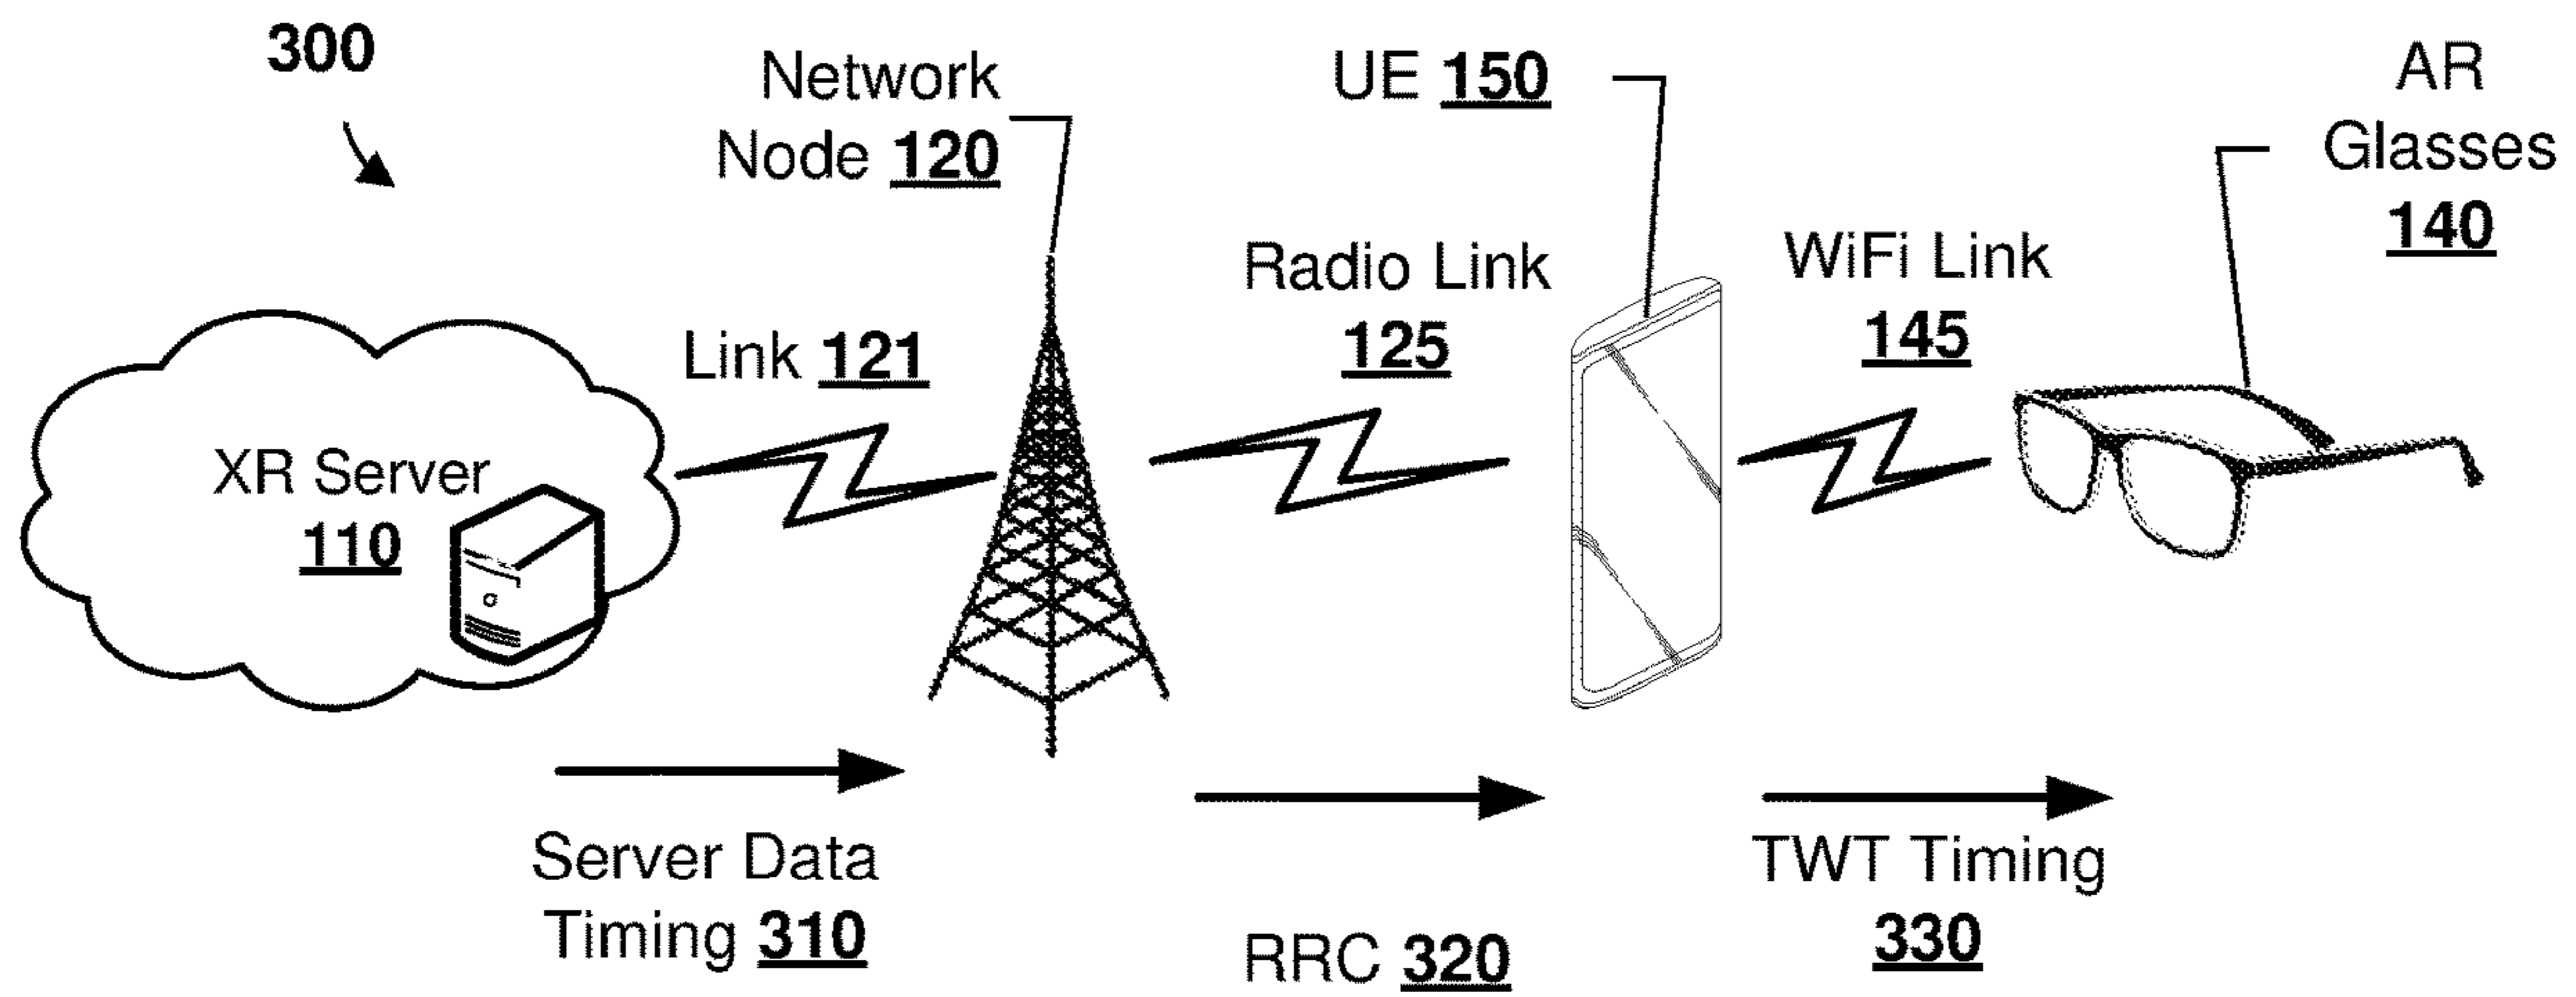 300
Network
Node 120
UE 150
AR
Glasses
140
Link 121
Radio Link
125
WiFi Link
145
XR Server
110
Server Data
Timing 310
RRC 320
TWT Timing
330